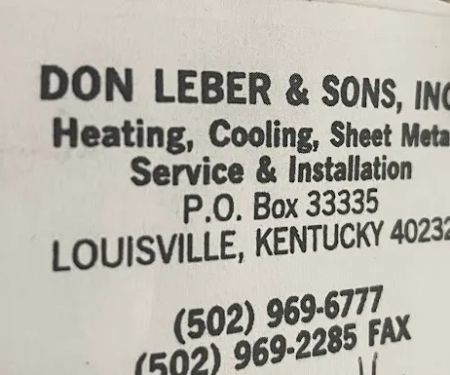 DON LEBER & SONS, INC
Heating, Cooling, Sheet Meta
Service & Installation
P.O. Box 33335
LOUISVILLE, KENTUCKY 40232
(502) 969-6777
(502) 969-2285 FAX